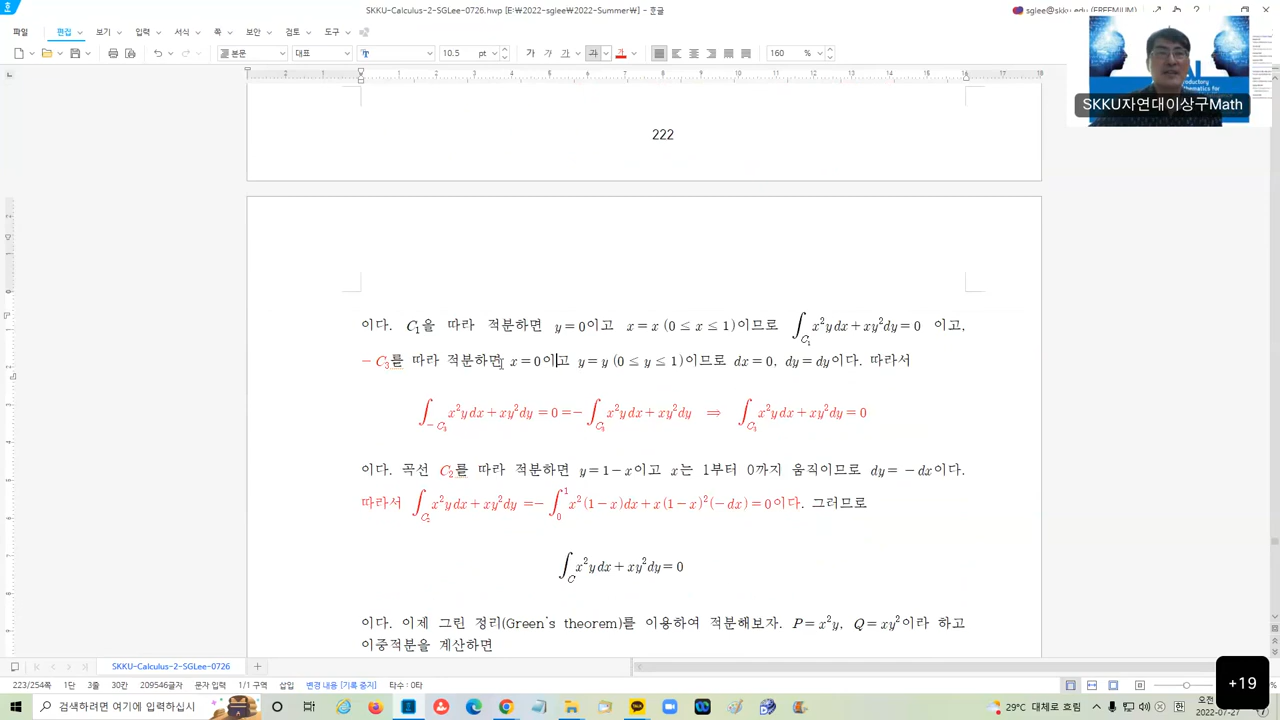 SKKU-Calculus-2-SGLee.hwp [E:₩2022-sglee₩2022-Summer₩] - 훈글
파일 편집 보기 입력 서식 쪽 보안 검토 도구
본문 대표 10.5 가 가 160
SKKU자연대이상구Math
222
이다. C₁을 따라 적분하면 y=0이고 x=x (0≤x≤1)이므로 ∫_{C₁} x²y dx + xy² dy = 0 이고,
- C₃를 따라 적분하면 x=0이고 y=y (0≤y≤1)이므로 dx=0, dy=dy이다. 따라서
∫_{-C₃} x²y dx + xy² dy = 0 = -∫_{C₃} x²y dx + xy² dy ⟹ ∫_{C₃} x²y dx + xy² dy = 0
이다. 곡선 C₂를 따라 적분하면 y=1-x이고 x는 1부터 0까지 움직이므로 dy=-dx이다.
따라서 ∫_{C₂} x²y dx + xy² dy = -∫₀¹ x²(1-x)dx + x(1-x)²(-dx) = 0이다. 그러므로
∫_C x²y dx + xy² dy = 0
이다. 이제 그린 정리(Green's theorem)를 이용하여 적분해보자. P=x²y, Q=xy²이라 하고
이중적분을 계산하면
SKKU-Calculus-2-SGLee-0726
+19
223/254쪽 1단 3줄 30칸 209546글자 문자 입력 1/1 구역 삽입 변경 내용 [기록 중지] 타수 : 0타
검색하려면 여기에 입력하십시
29°C 대체로 흐림
2022-07-27